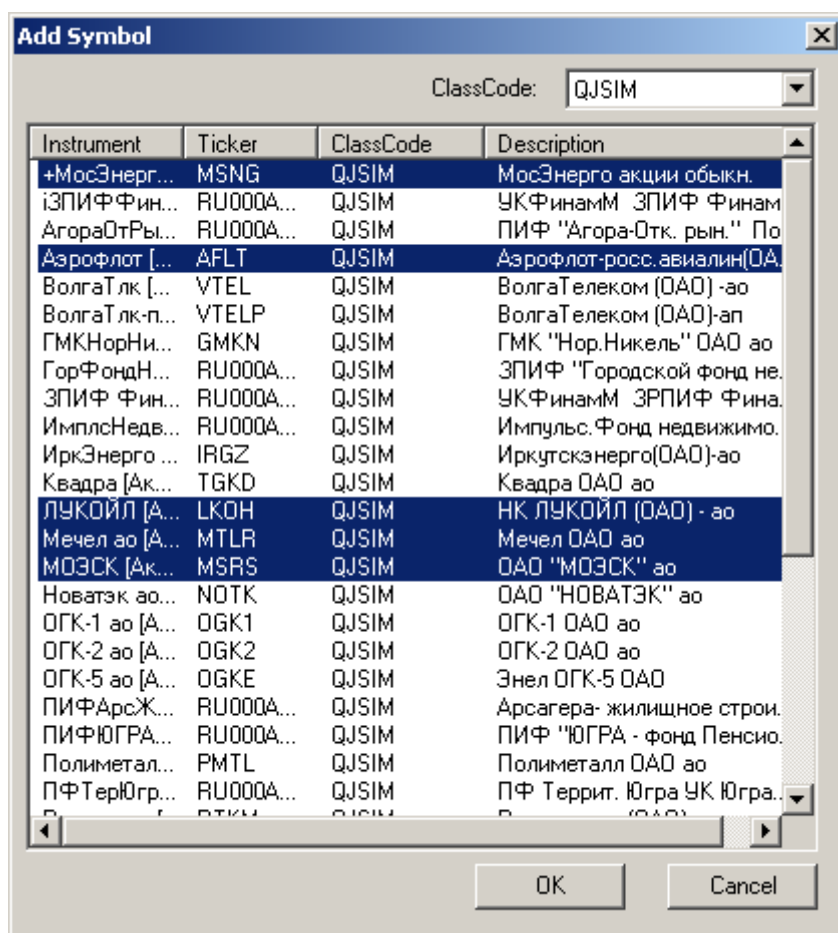 Add Symbol
ClassCode: QJSIM
Instrument Ticker ClassCode Description
+МосЭнерг... MSNG QJSIM МосЭнерго акции обыкн.
iЗПИФФин... RU000A... QJSIM УКФинамМ ЗПИФ Финам
АгораОтРы... RU000A... QJSIM ПИФ "Агора-Отк. рын." По
Аэрофлот [... AFLT QJSIM Аэрофлот-росс.авиалин(ОА.
ВолгаТлк [... VTEL QJSIM ВолгаТелеком (ОАО) -ао
ВолгаТлк-п... VTELP QJSIM ВолгаТелеком (ОАО)-ап
ГМКНорНи... GMKN QJSIM ГМК "Нор.Никель" ОАО ао
ГорФондН... RU000A... QJSIM ЗПИФ "Городской фонд не.
ЗПИФ Фин... RU000A... QJSIM УКФинамМ ЗРПИФ Фина.
ИмплсНедв... RU000A... QJSIM Импульс.Фонд недвижимо.
ИркЭнерго ... IRGZ QJSIM Иркутскэнерго(ОАО)-ао
Квадра [Ак... TGKD QJSIM Квадра ОАО ао
ЛУКОЙЛ [А... LKOH QJSIM НК ЛУКОЙЛ (ОАО) - ао
Мечел ао [А... MTLR QJSIM Мечел ОАО ао
МОЭСК [Ак... MSRS QJSIM ОАО "МОЭСК" ао
Новатэк ао... NOTK QJSIM ОАО "НОВАТЭК" ао
ОГК-1 ао [А... OGK1 QJSIM ОГК-1 ОАО ао
ОГК-2 ао [А... OGK2 QJSIM ОГК-2 ОАО ао
ОГК-5 ао [А... OGKE QJSIM Энел ОГК-5 ОАО
ПИФАрсЖ... RU000A... QJSIM Арсагера- жилищное строи.
ПИФЮГРА... RU000A... QJSIM ПИФ "ЮГРА - фонд Пенсио.
Полиметал... PMTL QJSIM Полиметалл ОАО ао
ПФТерЮгр... RU000A... QJSIM ПФ Террит. Югра УК Югра..
OK Cancel